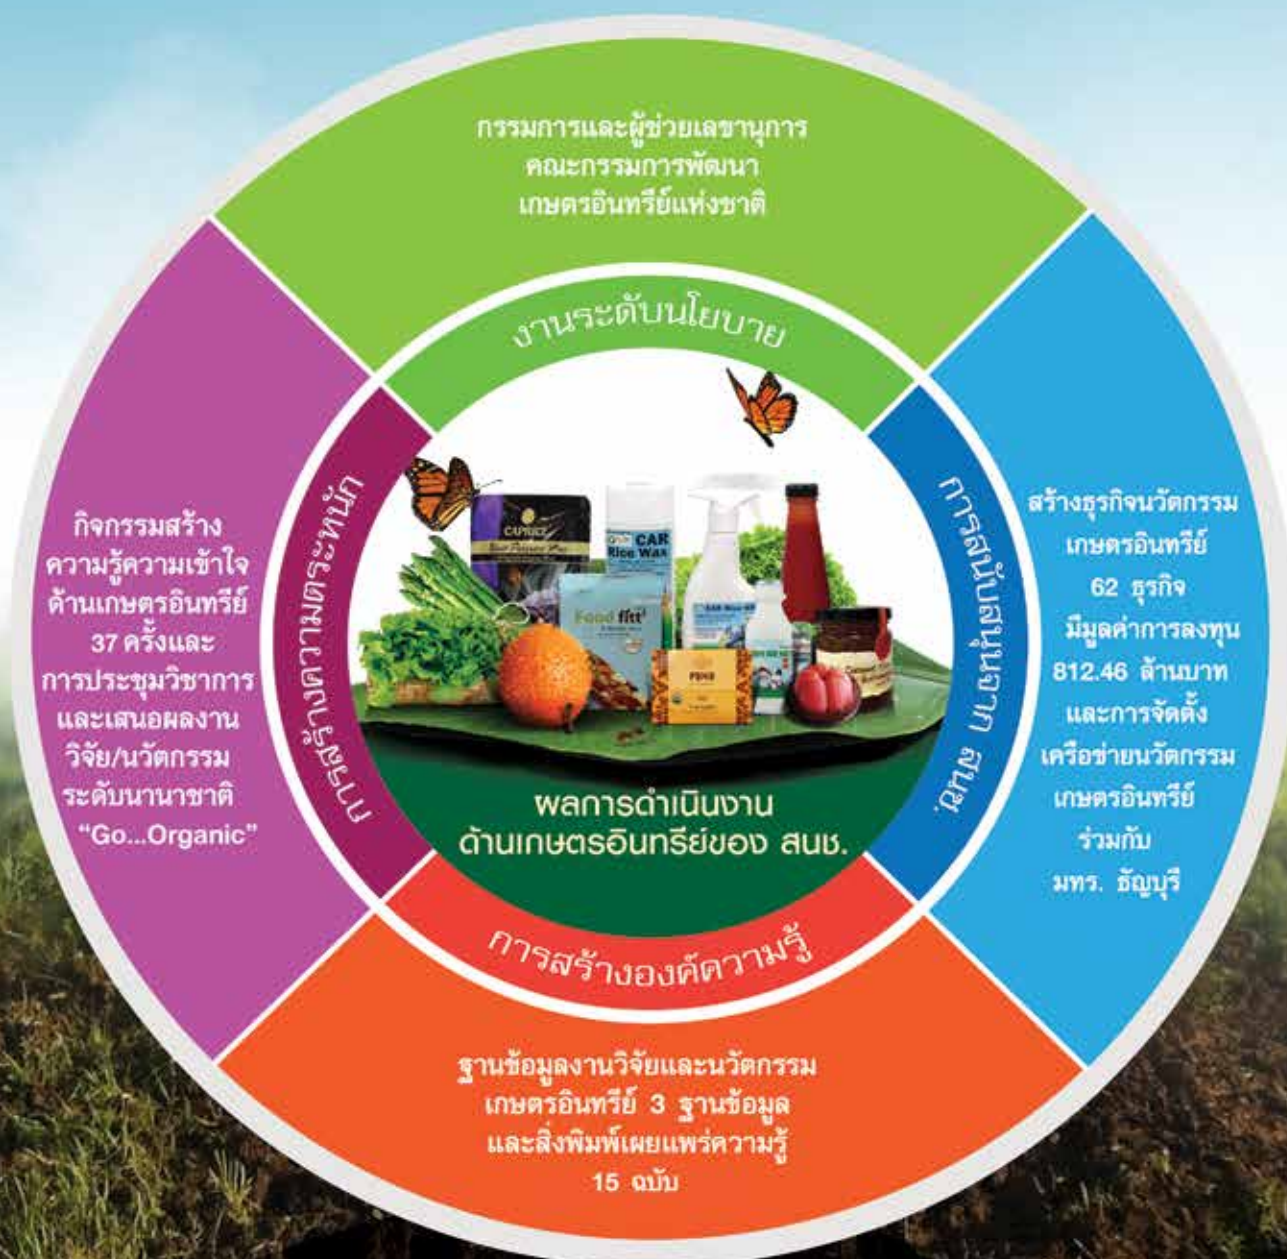 กรรมการและผู้ช่วยเลขานุการ
คณะกรรมการพัฒนา
เกษตรอินทรีย์แห่งชาติ
งานระดับนโยบาย
กิจกรรมสร้าง
ความรู้ความเข้าใจ
ด้านเกษตรอินทรีย์
37 ครั้งและ
การประชุมวิชาการ
และเสนอผลงาน
วิจัย/นวัตกรรม
ระดับนานาชาติ
“Go...Organic”
การสร้างความตระหนัก
CAPRICE
CAR
Rice Wax
Food fitt
ผลการดำเนินงาน
ด้านเกษตรอินทรีย์ของ สนช.
การสนับสนุนจาก สนช.
สร้างธุรกิจนวัตกรรม
เกษตรอินทรีย์
62 ธุรกิจ
มีมูลค่าการลงทุน
812.46 ล้านบาท
และการจัดตั้ง
เครือข่ายนวัตกรรม
เกษตรอินทรีย์
ร่วมกับ
มทร. ธัญบุรี
การสร้างองค์ความรู้
ฐานข้อมูลงานวิจัยและนวัตกรรม
เกษตรอินทรีย์ 3 ฐานข้อมูล
และสิ่งพิมพ์เผยแพร่ความรู้
15 ฉบับ